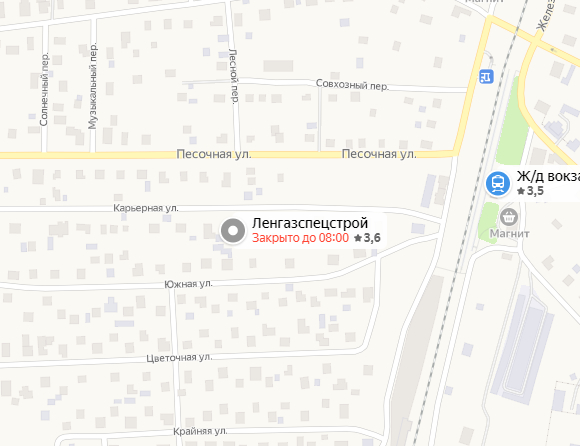 Магнит
Желез
Солнечный пер.
Музыкальный пер.
Лесной пер.
Совхозный пер.
Песочная ул.
Песочная ул.
Ж/д вокза
3,5
Карьерная ул.
Магнит
Ленгазспецстрой
Закрыто до 08:00 3,6
Южная ул.
Цветочная ул.
Крайняя ул.